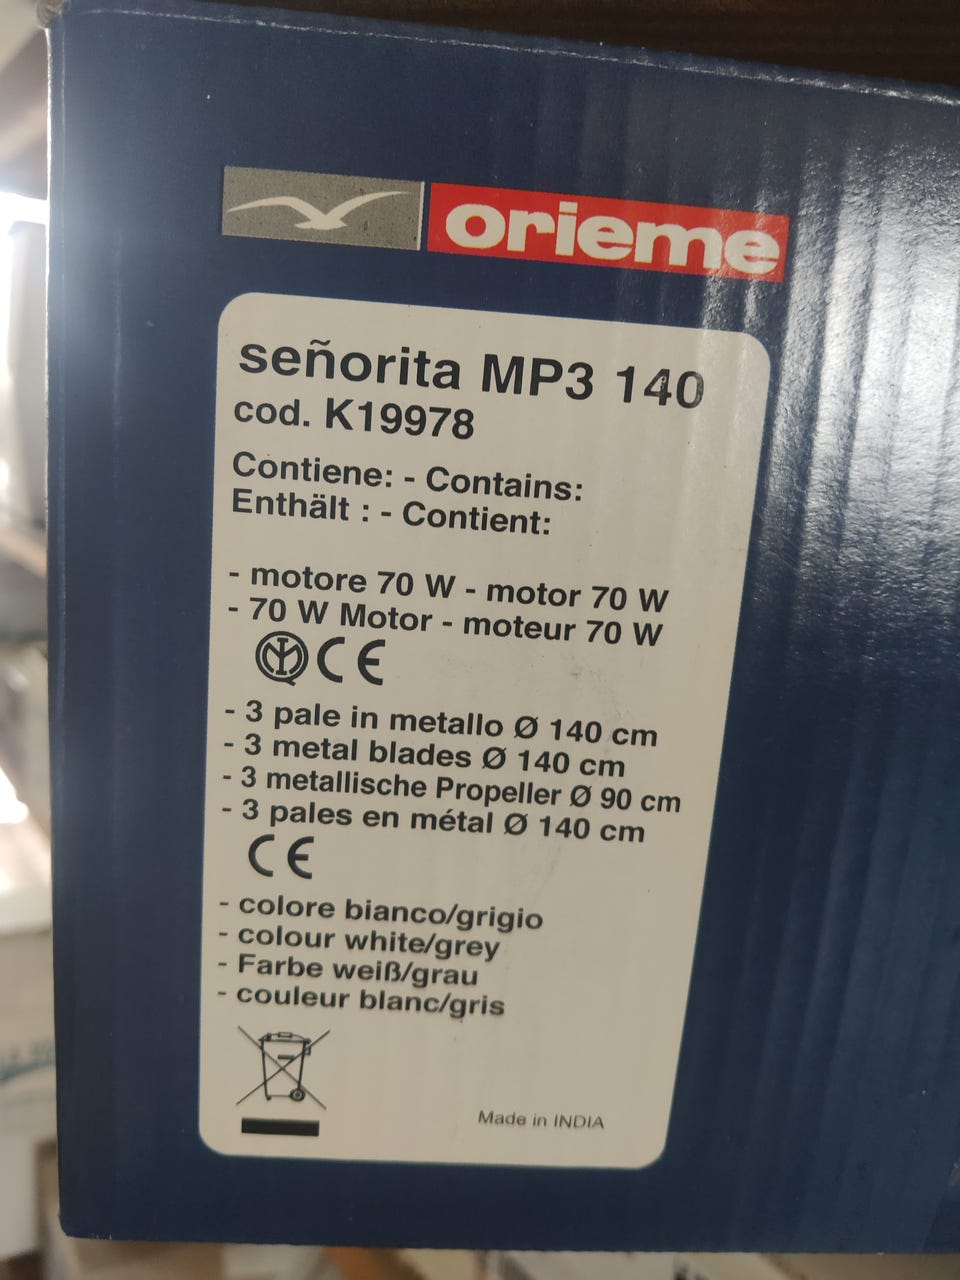 orieme
señorita MP3 140
cod. K19978
Contiene: - Contains:
Enthält : - Contient:
- motore 70 W - motor 70 W
- 70 W Motor - moteur 70 W
CE
- 3 pale in metallo Ø 140 cm
- 3 metal blades Ø 140 cm
- 3 metallische Propeller Ø 90 cm
- 3 pales en métal Ø 140 cm
CE
- colore bianco/grigio
- colour white/grey
- Farbe weiß/grau
- couleur blanc/gris
Made in INDIA